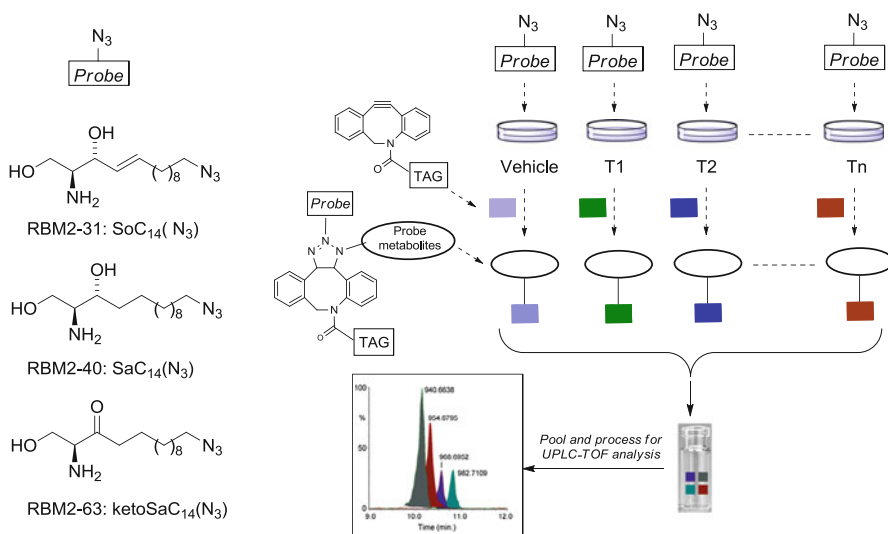 N3
Probe
OH
HO
NH2
( )8
N3
RBM2-31: SoC14( N3)
OH
HO
NH2
( )8
N3
RBM2-40: SaC14(N3)
O
HO
NH2
( )8
N3
RBM2-63: ketoSaC14(N3)
N3 N3 N3 N3
Probe Probe Probe Probe
Vehicle T1 T2 Tn
N
O
TAG
Probe
N N N
Probe
metabolites
N
O
TAG
100
%
50
0
940.6638
954.6795
968.6952
982.7109
9.0 10.0 11.0 12.0
Time (min.)
Pool and process for
UPLC-TOF analysis